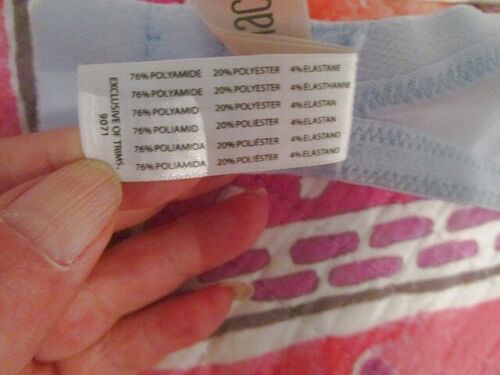 76% POLYAMIDE 20% POLYESTER 4% ELASTANE
76% POLYAMIDE 20% POLYESTER 4% ELASTHANNE
76% POLYAMID 20% POLYESTER 4% ELASTAN
76% POLIAMID 20% POLIESTER 4% ELASTAN
76% POLIAMIDA 20% POLIÉSTER 4% ELASTANO
76% POLIAMIDA 20% POLIÉSTER 4% ELASTANO
EXCLUSIVE OF TRIMS.
9071